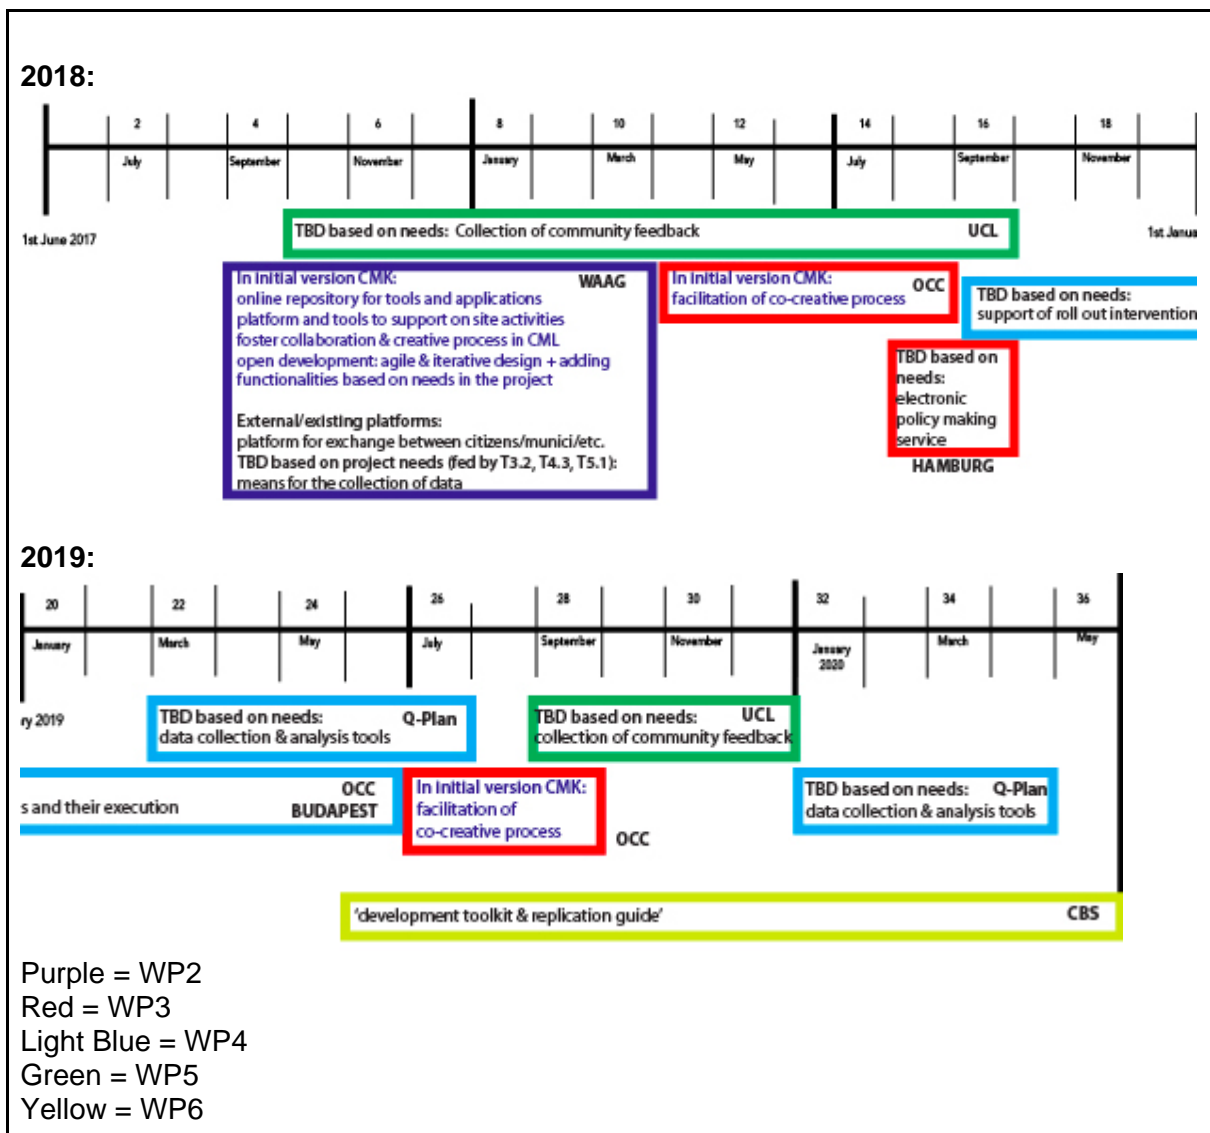 2018:
2 4 6 8 10 12 14 16 18
July September November January March May July September November
1st June 2017
1st Janua
TBD based on needs: Collection of community feedback UCL
In initial version CMK: WAAG
online repository for tools and applications
platform and tools to support on site activities
foster collaboration & creative process in CML
open development: agile & iterative design + adding
functionalities based on needs in the project
External/existing platforms:
platform for exchange between citizens/munici/etc.
TBD based on project needs (fed by T3.2, T4.3, T5.1):
means for the collection of data
In initial version CMK: OCC
facilitation of co-creative process
TBD based on needs:
support of roll out intervention
TBD based on
needs:
electronic
policy making
service
HAMBURG
2019:
20 22 24 26 28 30 32 34 36
January March May July September November January March May
2020
ry 2019
TBD based on needs: Q-Plan
data collection & analysis tools
TBD based on needs: UCL
collection of community feedback
OCC
s and their execution BUDAPEST
In initial version CMK:
facilitation of
co-creative process
OCC
TBD based on needs: Q-Plan
data collection & analysis tools
'development toolkit & replication guide' CBS
Purple = WP2
Red = WP3
Light Blue = WP4
Green = WP5
Yellow = WP6